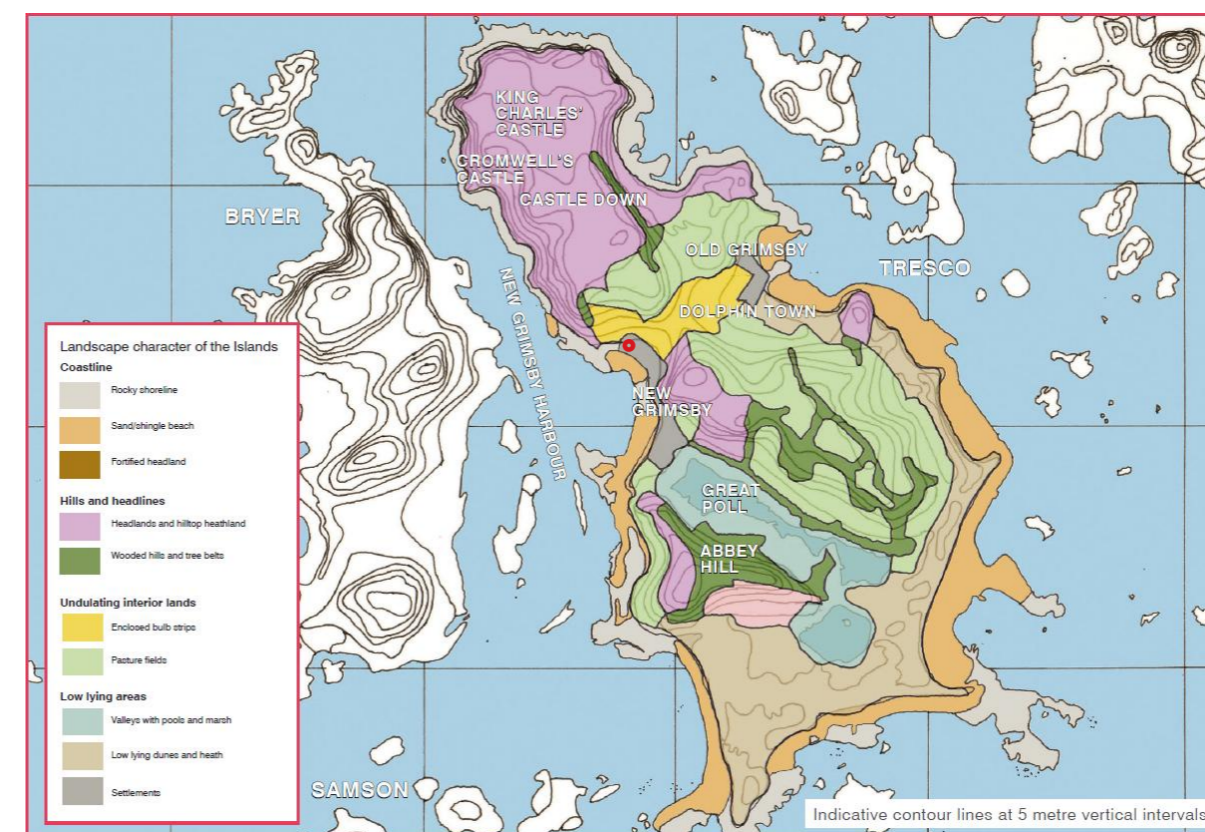 KING
CHARLES'
CASTLE
CROMWELL'S
CASTLE
CASTLE DOWN
BRYER
OLD GRIMSBY
TRESCO
NEW GRIMSBY HARBOUR
DOLPHIN TOWN
NEW
GRIMSBY
GREAT
POLL
ABBEY
HILL
SAMSON
Landscape character of the Islands
Coastline
Rocky shoreline
Sand/shingle beach
Fortified headland
Hills and headlines
Headlands and hilltop heathland
Wooded hills and tree belts
Undulating interior lands
Enclosed bulb strips
Pasture fields
Low lying areas
Valleys with pools and marsh
Low lying dunes and heath
Settlements
Indicative contour lines at 5 metre vertical intervals